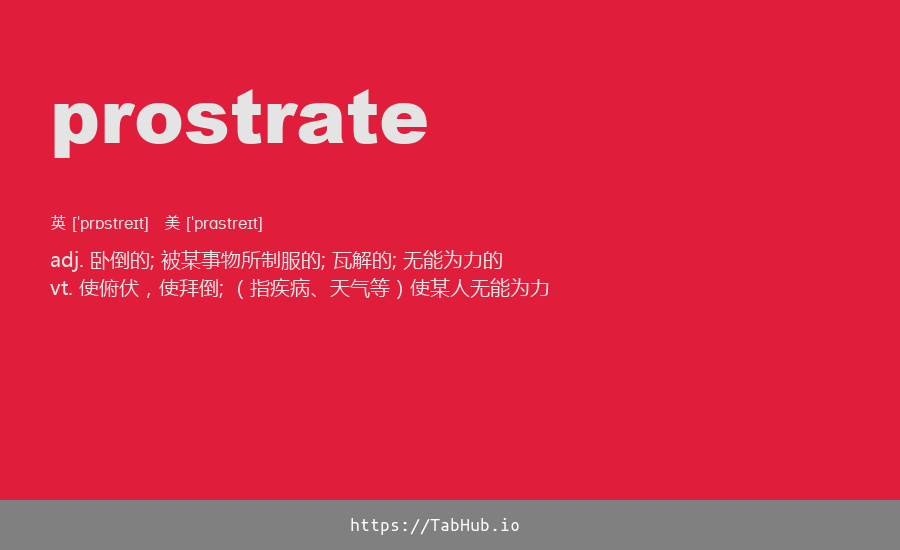 prostrate
英 [ˈprɒstreɪt]   美 [ˈprɑstreɪt]
adj. 卧倒的; 被某事物所制服的; 瓦解的; 无能为力的
vt. 使俯伏，使拜倒; （指疾病、天气等）使某人无能为力
https://TabHub.io